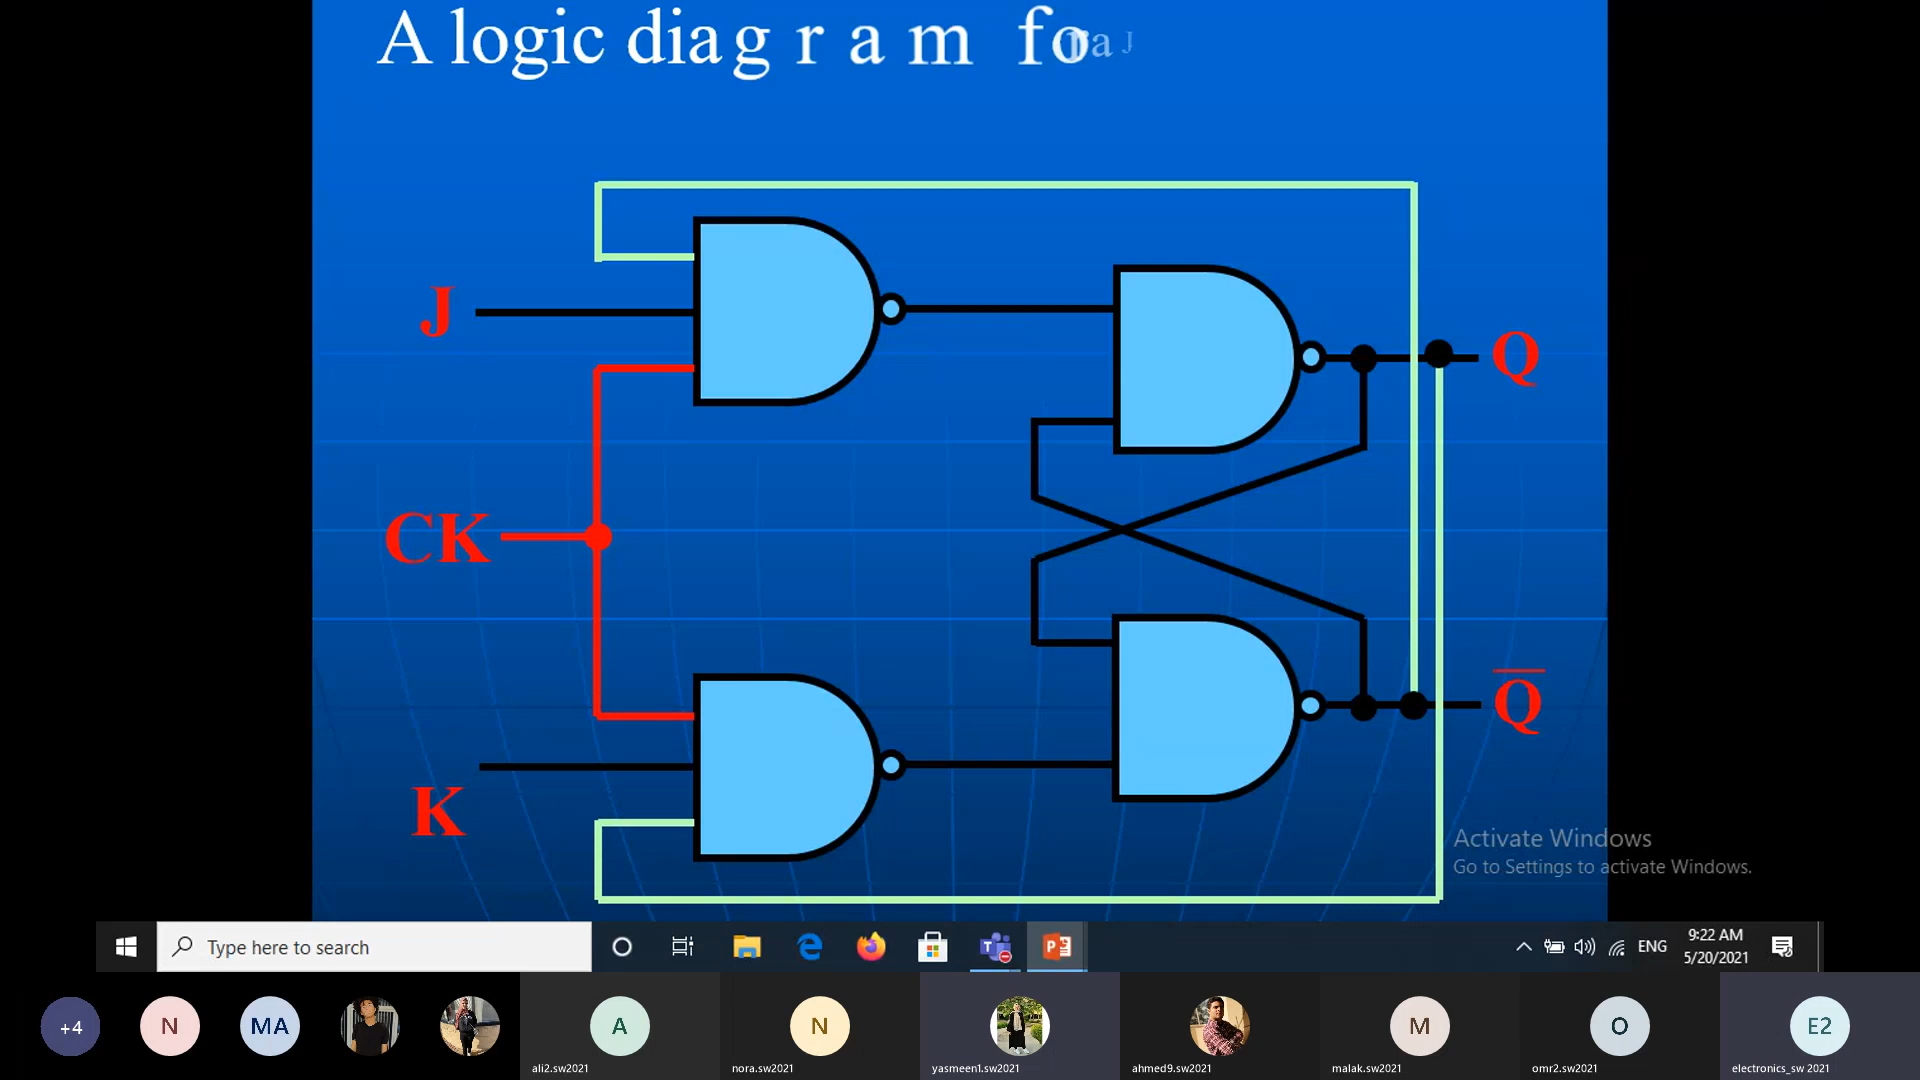 A logic diagram for a J
J
CK
K
Q
Q̅
Activate Windows
Go to Settings to activate Windows.
Type here to search
ENG
9:22 AM
5/20/2021
+4
N
MA
A
N
M
O
E2
ali2.sw2021
nora.sw2021
yasmeen1.sw2021
ahmed9.sw2021
malak.sw2021
omr2.sw2021
electronics_sw 2021